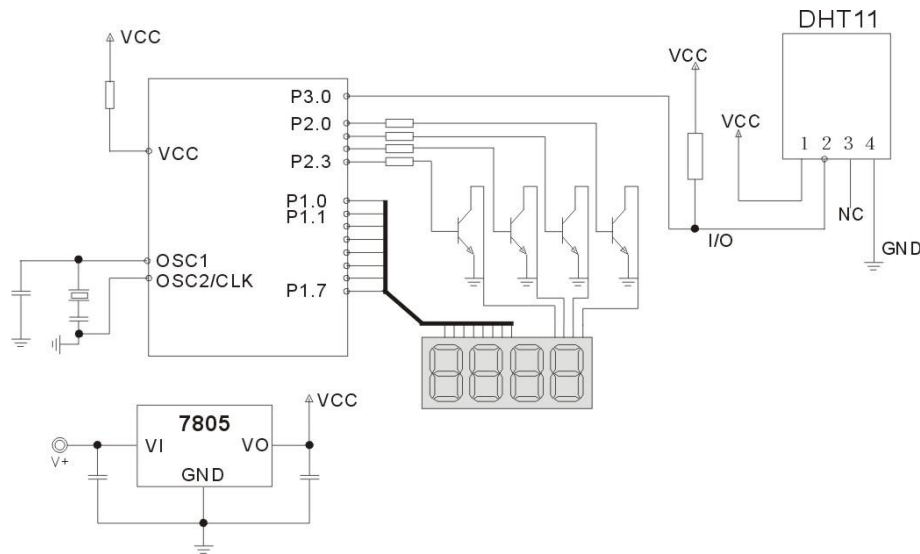 DHT11
VCC
VCC
P3.0
P2.0
VCC
VCC
P2.3
1 2 3 4
P1.0
P1.1
NC
I/O
GND
OSC1
OSC2/CLK
P1.7
7805
VCC
VI
VO
V+
GND